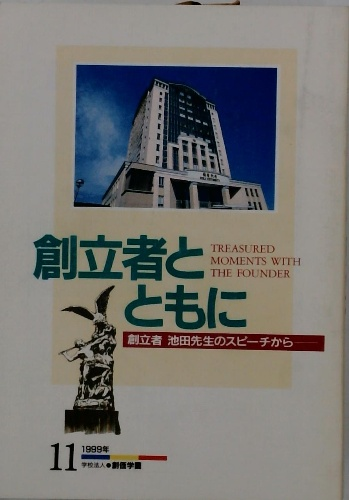 創立者と
ともに
TREASURED
MOMENTS WITH
THE FOUNDER
創立者 池田先生のスピーチから
11
1999年
学校法人●創価学園